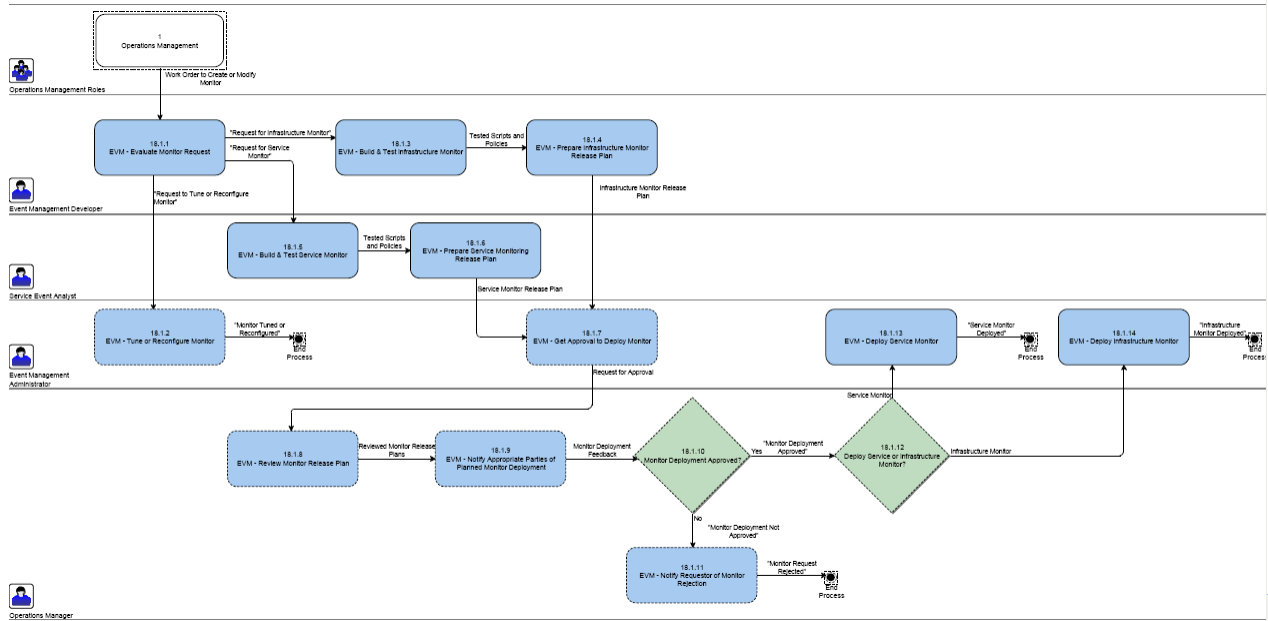 1
Operations Management
Work Order to Create or Modify
Monitor
Operations Management Roles
18.1.1
EVM - Evaluate Monitor Request
"Request for Infrastructure Monitor"
18.1.3
EVM - Build & Test Infrastructure Monitor
Tested Scripts and
Policies
18.1.4
EVM - Prepare Infrastructure Monitor
Release Plan
"Request for Service
Monitor"
"Request to Tune or Reconfigure
Monitor"
Infrastructure Monitor Release
Plan
Event Management Developer
18.1.5
EVM - Build & Test Service Monitor
Tested Scripts
and Policies
18.1.6
EVM - Prepare Service Monitoring
Release Plan
Service Monitor Release Plan
Service Event Analyst
18.1.2
EVM - Tune or Reconfigure Monitor
"Monitor Tuned or
Reconfigured"
End
Process
18.1.7
EVM - Get Approval to Deploy Monitor
18.1.13
EVM - Deploy Service Monitor
"Service Monitor
Deployed"
End
Process
18.1.14
EVM - Deploy Infrastructure Monitor
"Infrastructure
Monitor Deployed"
End
Process
Request for Approval
Event Management
Administrator
Service Monitor
18.1.8
EVM - Review Monitor Release Plan
Reviewed Monitor Release
Plans
18.1.9
EVM - Notify Appropriate Parties of
Planned Monitor Deployment
Monitor Deployment
Feedback
18.1.10
Monitor Deployment Approved?
Yes
"Monitor Deployment
Approved"
18.1.12
Deploy Service or Infrastructure
Monitor?
Infrastructure Monitor
No
"Monitor Deployment Not
Approved"
18.1.11
EVM - Notify Requestor of Monitor
Rejection
"Monitor Request
Rejected"
End
Process
Operations Manager